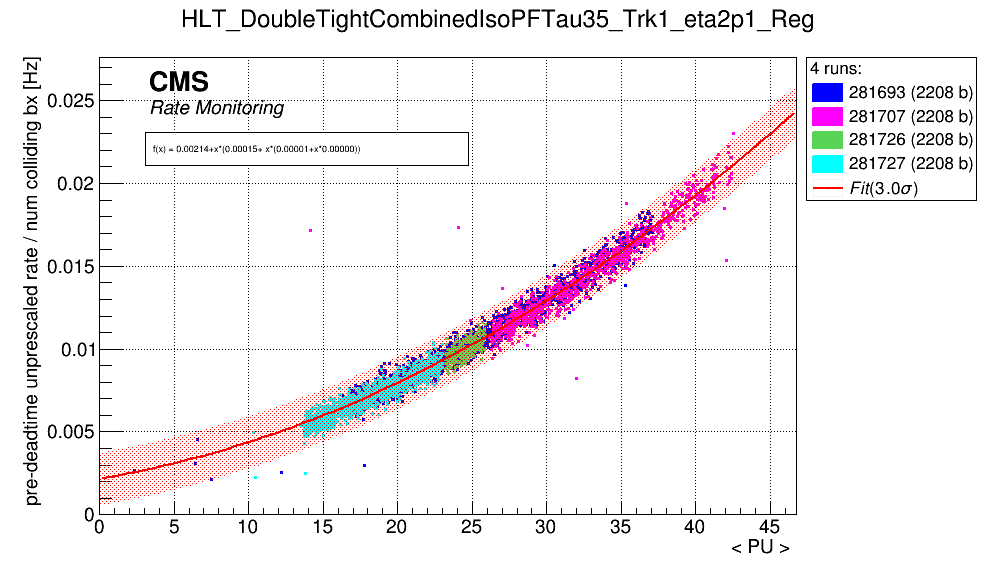 HLT_DoubleTightCombinedIsoPFTau35_Trk1_eta2p1_Reg
pre-deadtime unprescaled rate / num colliding bx [Hz]
CMS
Rate Monitoring
f(x) = 0.00214+x*(0.00015+ x*(0.00001+x*0.00000))
0.025
0.02
0.015
0.01
0.005
0
0 5 10 15 20 25 30 35 40 45
< PU >
4 runs:
281693 (2208 b)
281707 (2208 b)
281726 (2208 b)
281727 (2208 b)
Fit(3.0σ)